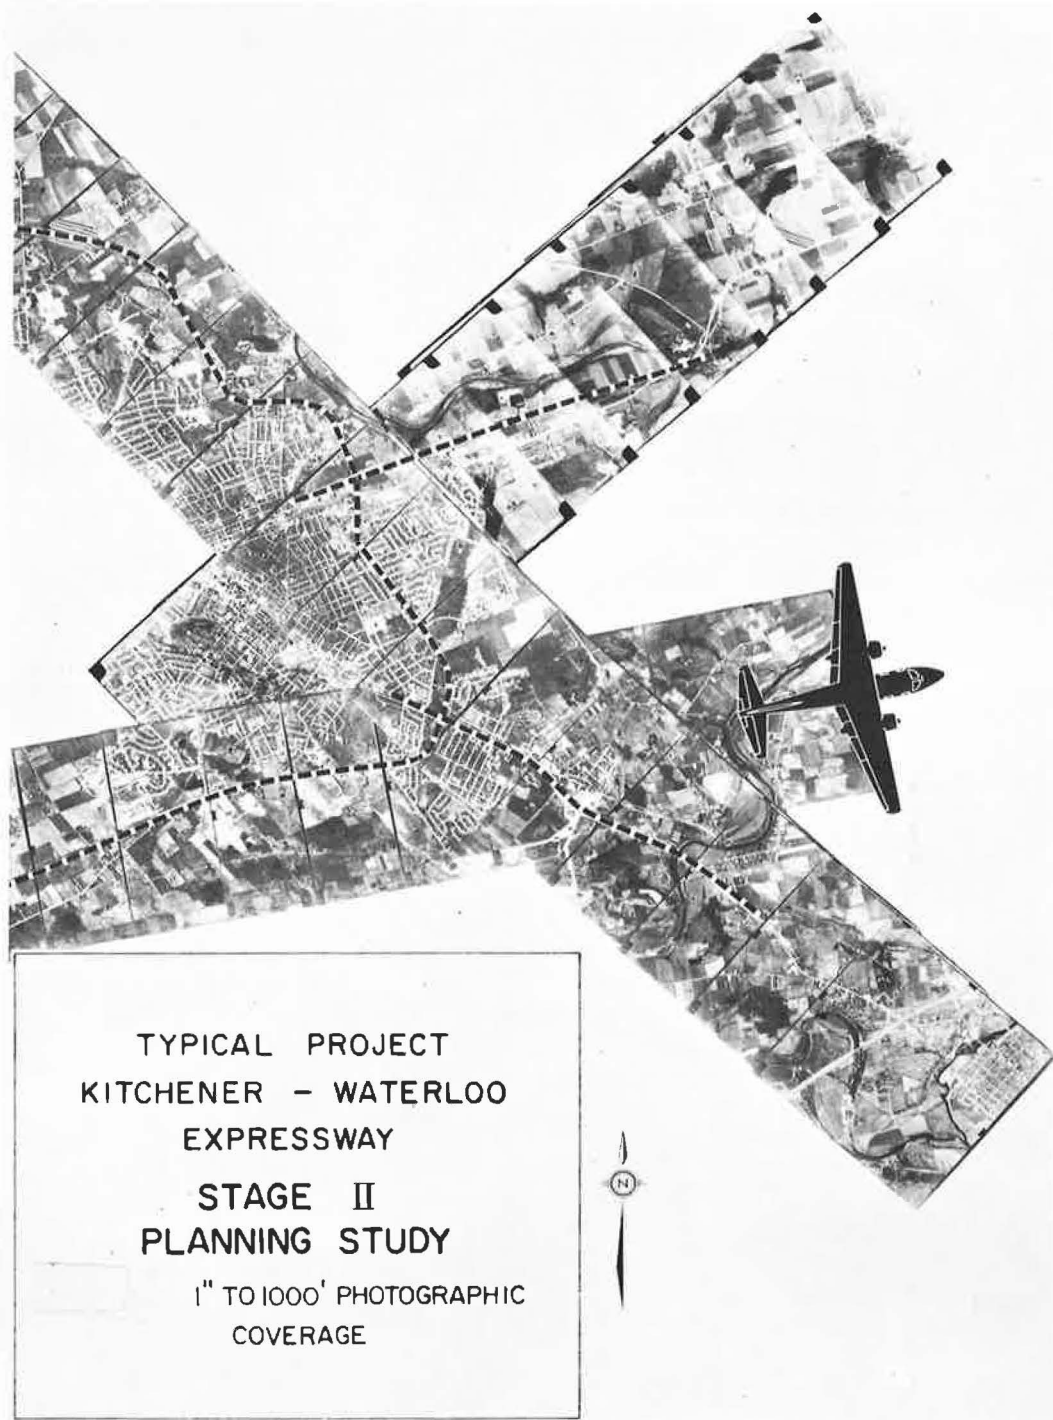 TYPICAL PROJECT
KITCHENER - WATERLOO
EXPRESSWAY
STAGE II
PLANNING STUDY
1" TO 1000' PHOTOGRAPHIC
COVERAGE
N